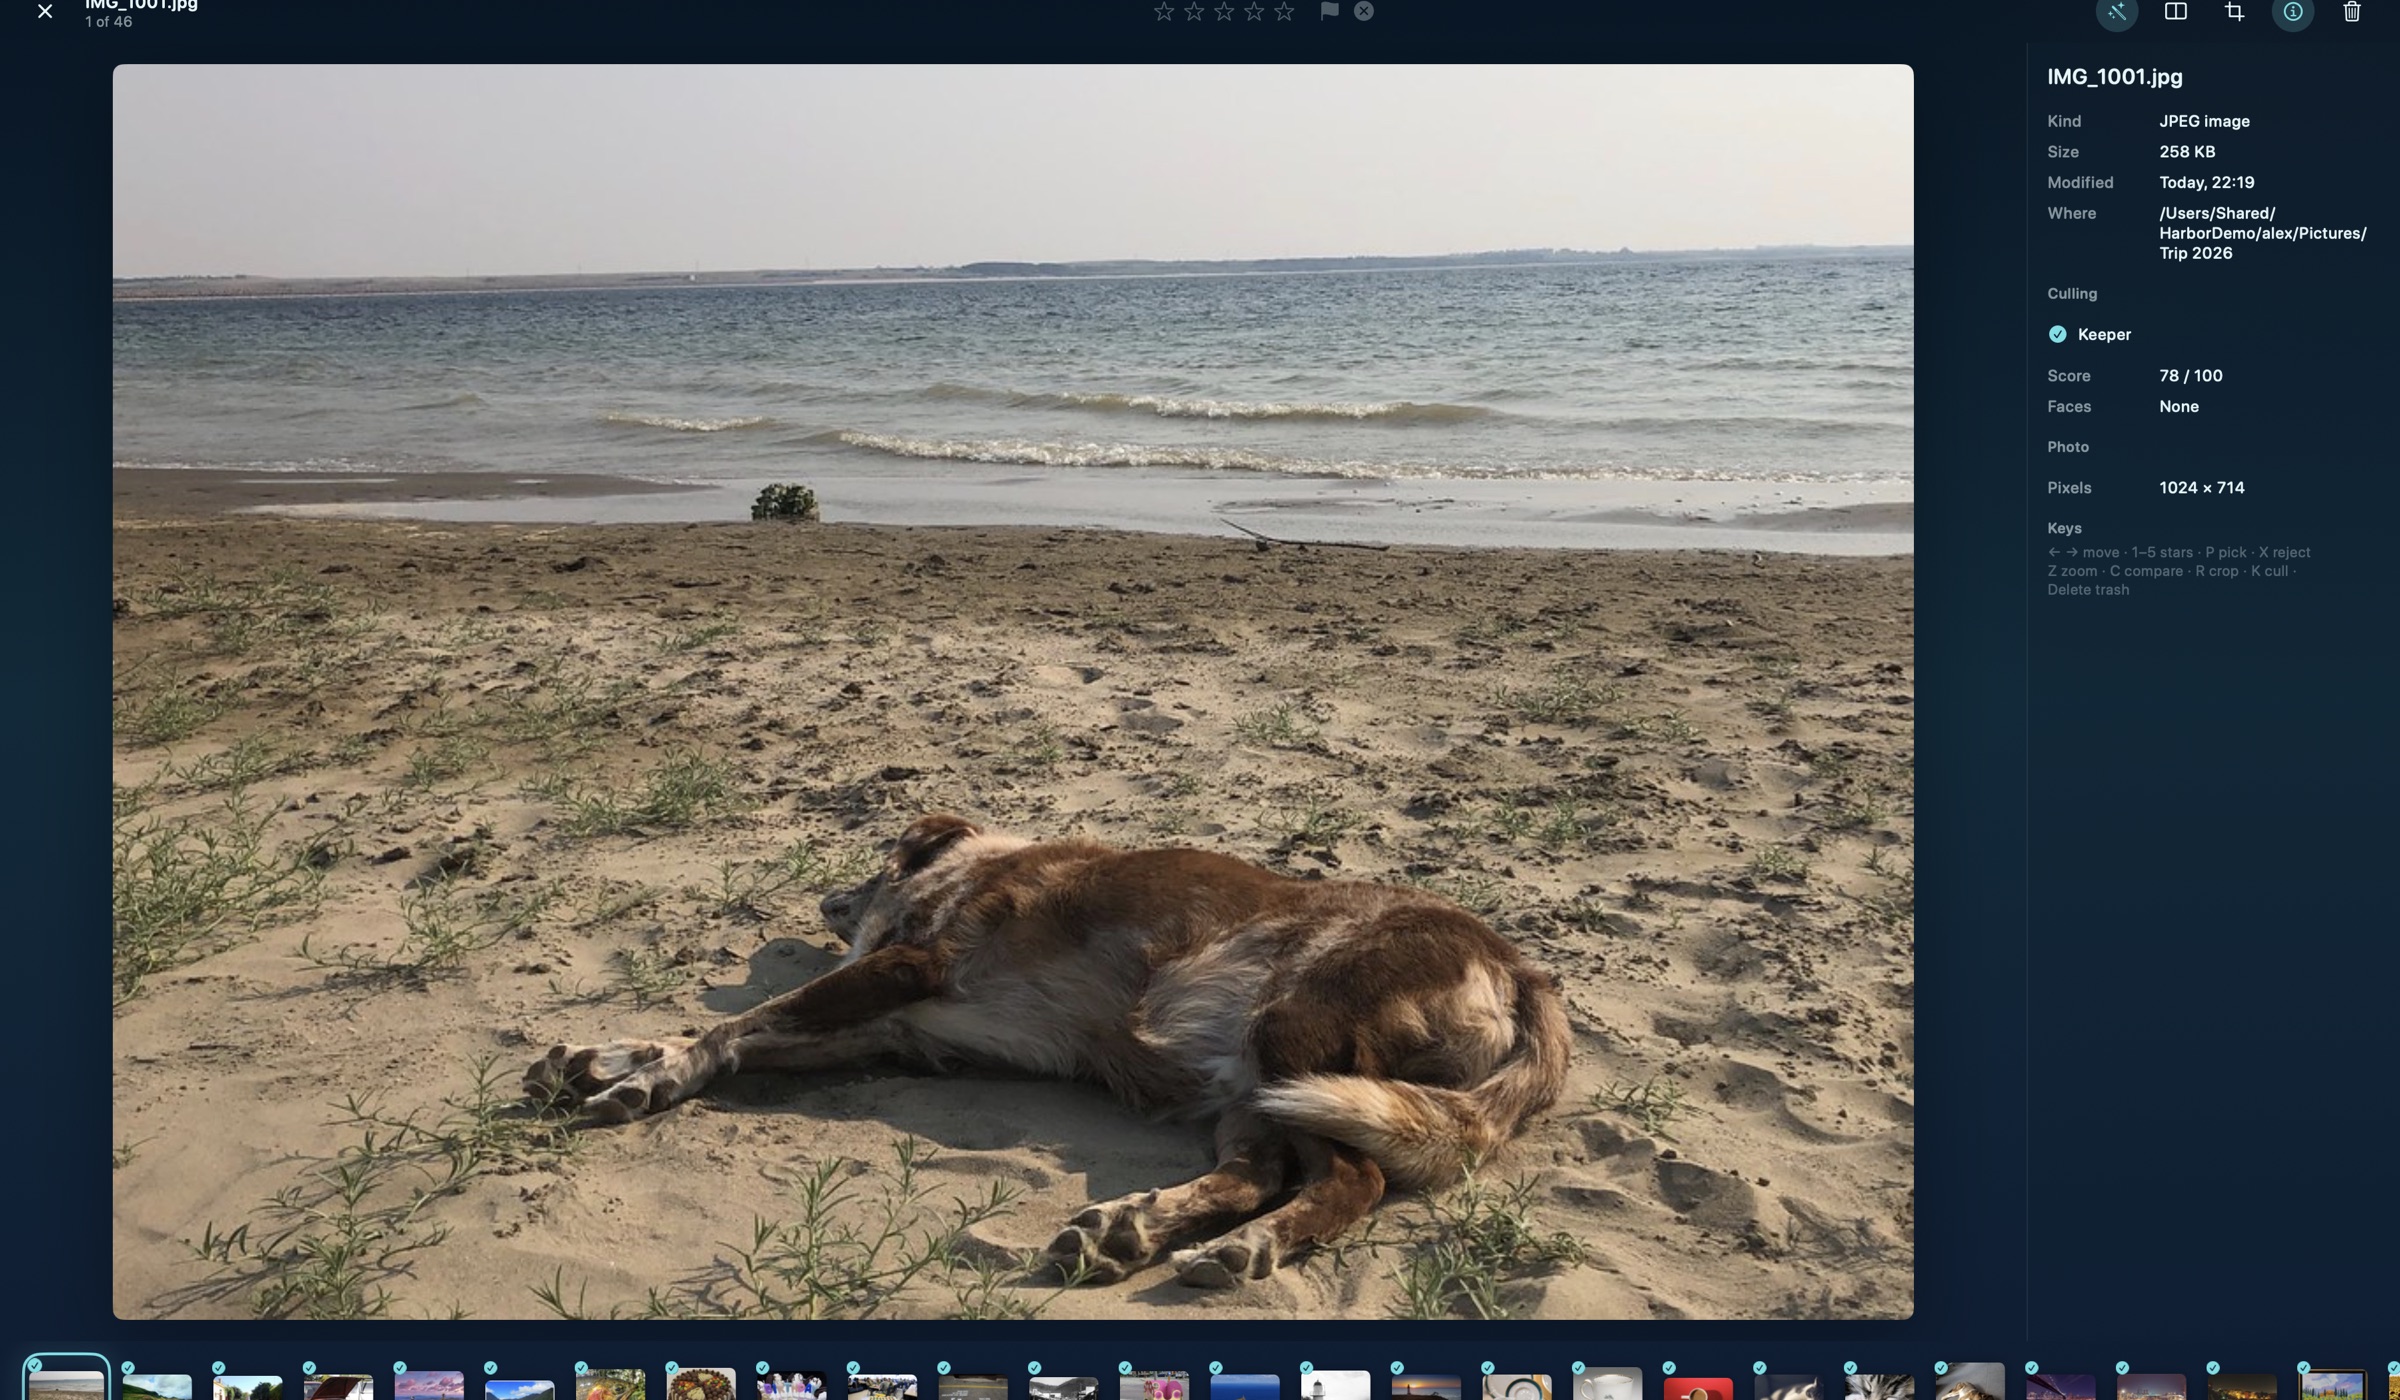 IMG_1001.jpg
1 of 46
IMG_1001.jpg
Kind JPEG image
Size 258 KB
Modified Today, 22:19
Where /Users/Shared/
HarborDemo/alex/Pictures/
Trip 2026
Culling
Keeper
Score 78 / 100
Faces None
Photo
Pixels 1024 × 714
Keys
← → move · 1–5 stars · P pick · X reject
Z zoom · C compare · R crop · K cull ·
Delete trash